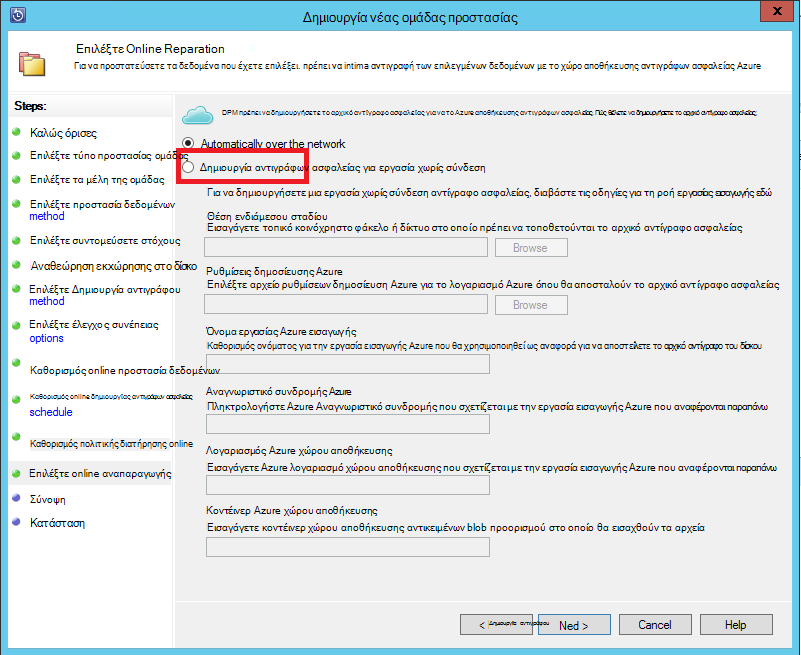 Δημιουργία νέας ομάδας προστασίας
X
Επιλέξτε Online Reparation
Για να προστατεύσετε τα δεδομένα που έχετε επιλέξει. πρέπει να intima αντιγραφή των επιλεγμένων δεδομένων με το χώρο αποθήκευσης αντιγράφων ασφαλείας Azure
Steps:
Καλώς όρισες
Επιλέξτε τύπο προστασίας ομάδας
Επιλέξτε τα μέλη της ομάδας
Επιλέξτε προστασία δεδομένων
method
Επιλέξτε συντομεύσετε στόχους
Αναθεώρηση εκχώρησης στο δίσκο
Επιλέξτε Δημιουργία αντιγράφου
method
Επιλέξτε έλεγχος συνέπειας
options
Καθορισμός online προστασία δεδομένων
Καθορισμός online δημιουργίας αντιγράφων ασφαλείας
schedule
Καθορισμός πολιτικής διατήρησης online
Επιλέξτε online αναπαραγωγής
Σύνοψη
Κατάσταση
DPM πρέπει να δημιουργήσετε το αρχικό αντίγραφο ασφαλείας για να το Azure αποθήκευσης αντιγράφων ασφαλείας. Πώς θέλετε να δημιουργήσετε το αρχικό αντίγραφο ασφαλείας;
Automatically over the network
Δημιουργία αντιγράφων ασφαλείας για εργασία χωρίς σύνδεση
Για να δημιουργήσετε μια εργασία χωρίς σύνδεση αντίγραφο ασφαλείας, διαβάστε τις οδηγίες για τη ροή εργασίας εισαγωγής εδώ
Θέση ενδιάμεσου σταδίου
Εισαγάγετε τοπικό κοινόχρηστο φάκελο ή δίκτυο στο οποίο πρέπει να τοποθετούνται το αρχικό αντίγραφο ασφαλείας
Browse
Ρυθμίσεις δημοσίευσης Azure
Επιλέξτε αρχείο ρυθμίσεων δημοσίευση Azure για το λογαριασμό Azure όπου θα αποσταλούν το αρχικό αντίγραφο ασφαλείας
Browse
Όνομα εργασίας Azure εισαγωγής
Καθορισμός ονόματος για την εργασία εισαγωγής Azure που θα χρησιμοποιηθεί ως αναφορά για να αποστείλετε το αρχικό αντίγραφο του δίσκου
Αναγνωριστικό συνδρομής Azure
Πληκτρολογήστε Azure Αναγνωριστικό συνδρομής που σχετίζεται με την εργασία εισαγωγής Azure που αναφέρονται παραπάνω
Λογαριασμός Azure χώρου αποθήκευσης
Εισαγάγετε Azure λογαριασμό χώρου αποθήκευσης που σχετίζεται με την εργασία εισαγωγής Azure που αναφέρονται παραπάνω
Κοντέινερ Azure χώρου αποθήκευσης
Εισαγάγετε κοντέινερ χώρου αποθήκευσης αντικειμένων blob προορισμού στο οποίο θα εισαχθούν τα αρχεία
< Δημιουργία αντιγράφου
Ned >
Cancel
Help